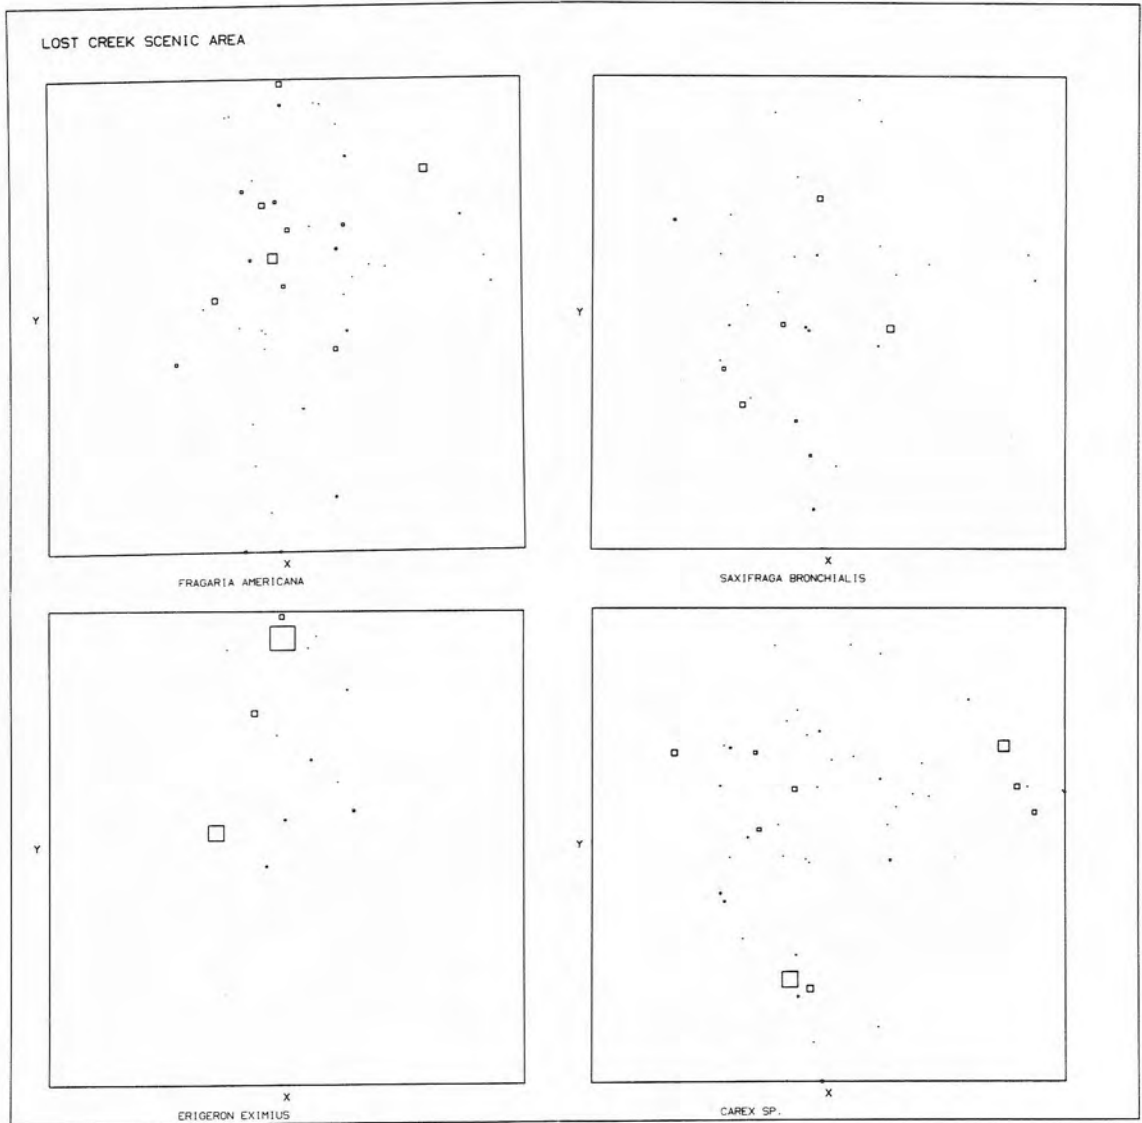 LOST CREEK SCENIC AREA
Y
X
FRAGARIA AMERICANA
Y
X
SAXIFRAGA BRONCHIALIS
Y
X
ERIGERON EXIMIUS
Y
X
CAREX SP.